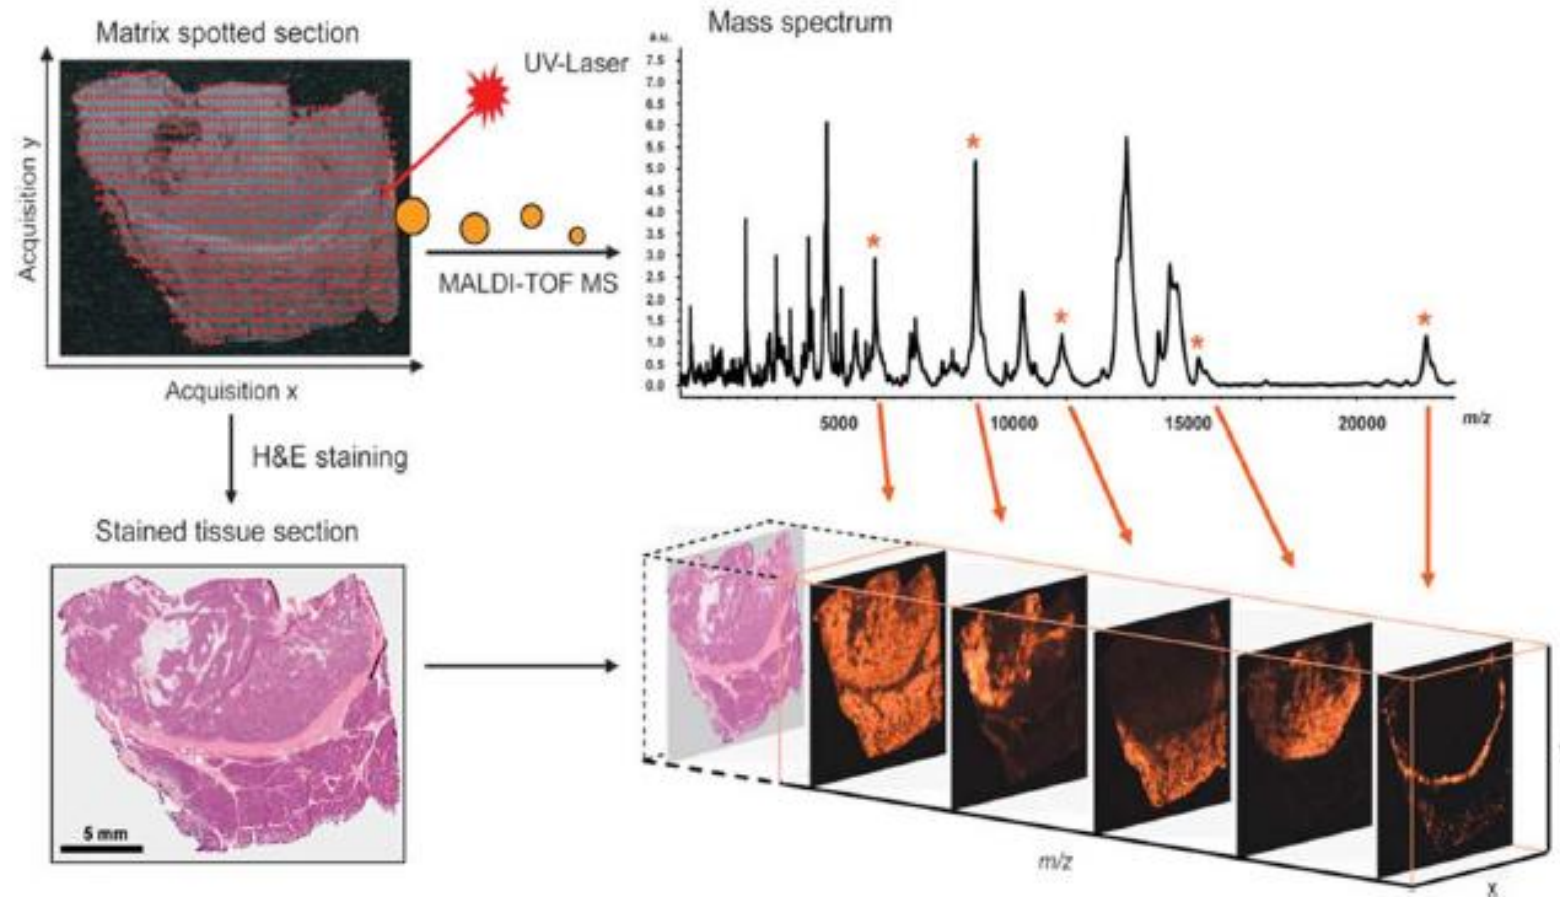 Matrix spotted section
Acquisition y
Acquisition x
UV-Laser
MALDI-TOF MS
Mass spectrum
a.u.
7.5
7.0
6.5
6.0
5.5
5.0
4.5
4.0
3.5
3.0
2.5
2.0
1.5
1.0
0.5
0.0
* * * * *
5000 10000 15000 20000 m/z
H&E staining
Stained tissue section
5 mm
m/z
x